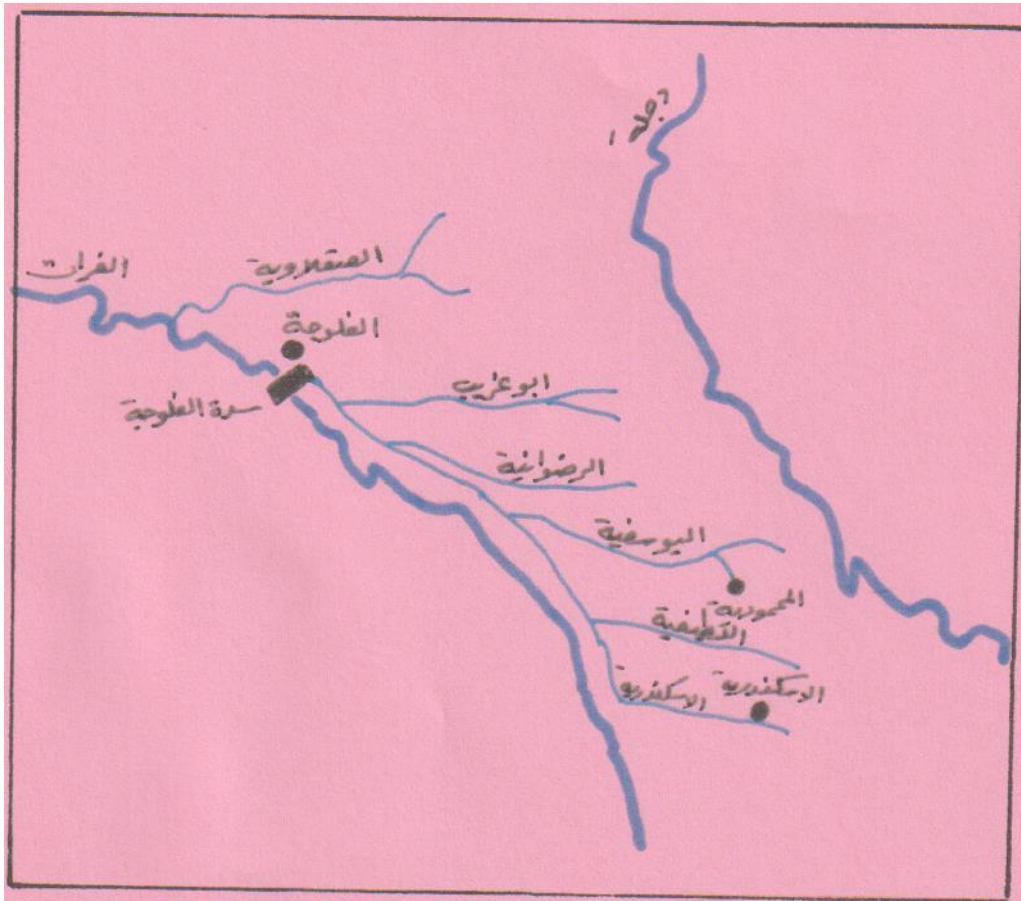 دجلة
الصقلاوية
الفرات
الفلوجة
سدة الفلوجة
ابو غريب
الرضوانية
اليوسفية
المحمودية
اللطيفية
الاسكندرية
الاسكندرية